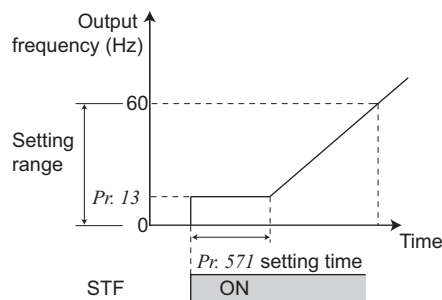 Output
frequency (Hz)
60
Setting
range
Pr. 13
0
Time
Pr. 571 setting time
STF
ON